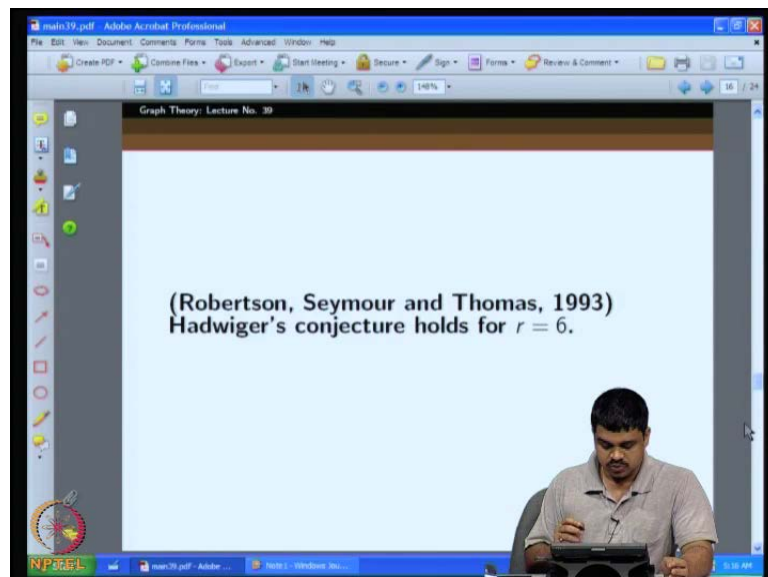 main39.pdf - Adobe Acrobat Professional
File Edit View Document Comments Forms Tools Advanced Window Help
Create PDF Combine Files Export Start Meeting Secure Sign Forms Review & Comment
148% 16 / 24
Graph Theory: Lecture No. 39
(Robertson, Seymour and Thomas, 1993)
Hadwiger's conjecture holds for r = 6.
NPTEL main39.pdf - Adobe ... Note1 - Windows Jou... 5:16 AM